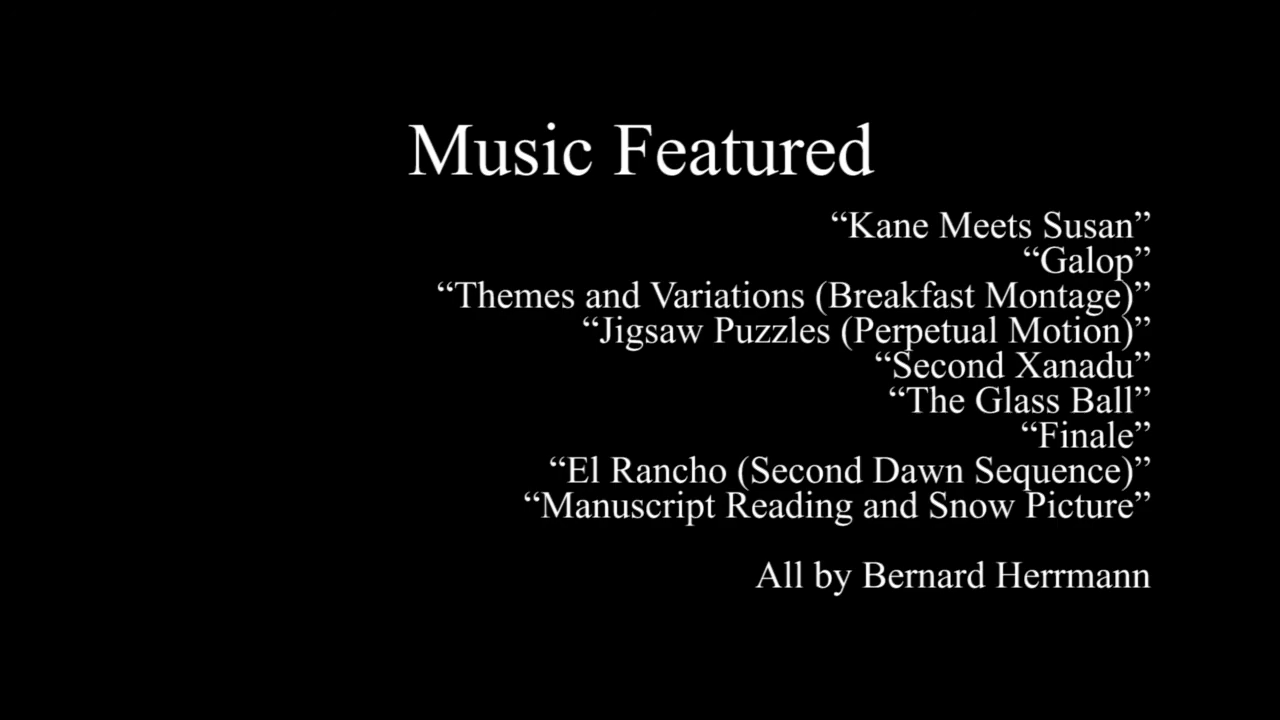 Music Featured
“Kane Meets Susan”
“Galop”
“Themes and Variations (Breakfast Montage)”
“Jigsaw Puzzles (Perpetual Motion)”
“Second Xanadu”
“The Glass Ball”
“Finale”
“El Rancho (Second Dawn Sequence)”
“Manuscript Reading and Snow Picture”
All by Bernard Herrmann